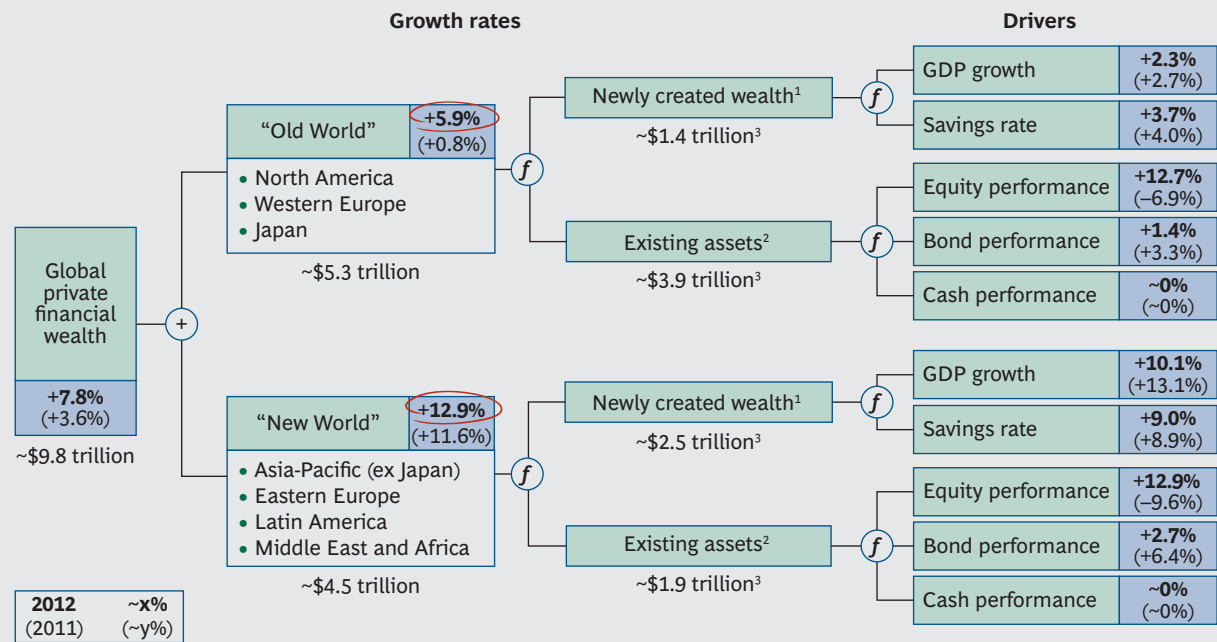 Growth rates
Drivers
Global
private
financial
wealth
+7.8%
(+3.6%)
~$9.8 trillion
+
"Old World"
+5.9%
(+0.8%)
• North America
• Western Europe
• Japan
~$5.3 trillion
f
Newly created wealth¹
~$1.4 trillion³
f
GDP growth
+2.3%
(+2.7%)
Savings rate
+3.7%
(+4.0%)
Existing assets²
~$3.9 trillion³
f
Equity performance
+12.7%
(–6.9%)
Bond performance
+1.4%
(+3.3%)
Cash performance
~0%
(~0%)
"New World"
+12.9%
(+11.6%)
• Asia-Pacific (ex Japan)
• Eastern Europe
• Latin America
• Middle East and Africa
~$4.5 trillion
f
Newly created wealth¹
~$2.5 trillion³
f
GDP growth
+10.1%
(+13.1%)
Savings rate
+9.0%
(+8.9%)
Existing assets²
~$1.9 trillion³
f
Equity performance
+12.9%
(–9.6%)
Bond performance
+2.7%
(+6.4%)
Cash performance
~0%
(~0%)
2012 ~x%
(2011) (~y%)